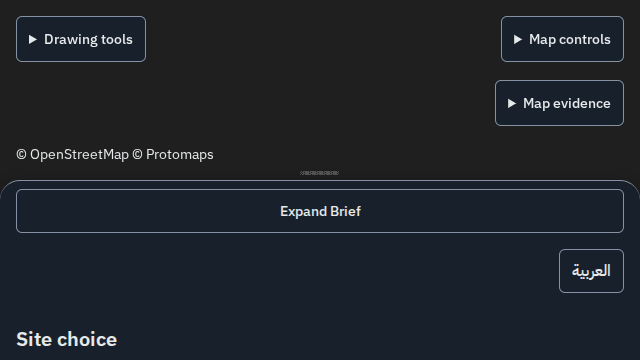 Drawing tools
Map controls
Map evidence
© OpenStreetMap © Protomaps
Expand Brief
العربية
Site choice